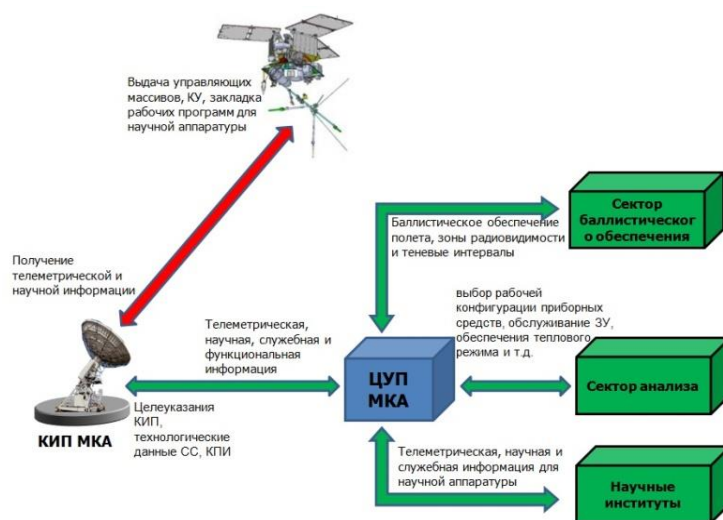 Выдача управляющих
массивов, КУ, закладка
рабочих программ для
научной аппаратуры
Сектор
баллистическог
о обеспечения
Баллистическое обеспечение
полета, зоны радиовидимости
и теневые интервалы
Получение
телеметрической и
научной информации
выбор рабочей
конфигурации приборных
средств, обслуживание ЗУ,
обеспечения теплового
режима и т.д.
Телеметрическая,
научная, служебная и
функциональная
информация
ЦУП
МКА
Сектор анализа
КИП МКА
Целеуказания
КИП,
технологические
данные СС, КПИ
Телеметрическая, научная и
служебная информация для
научной аппаратуры
Научные
институты